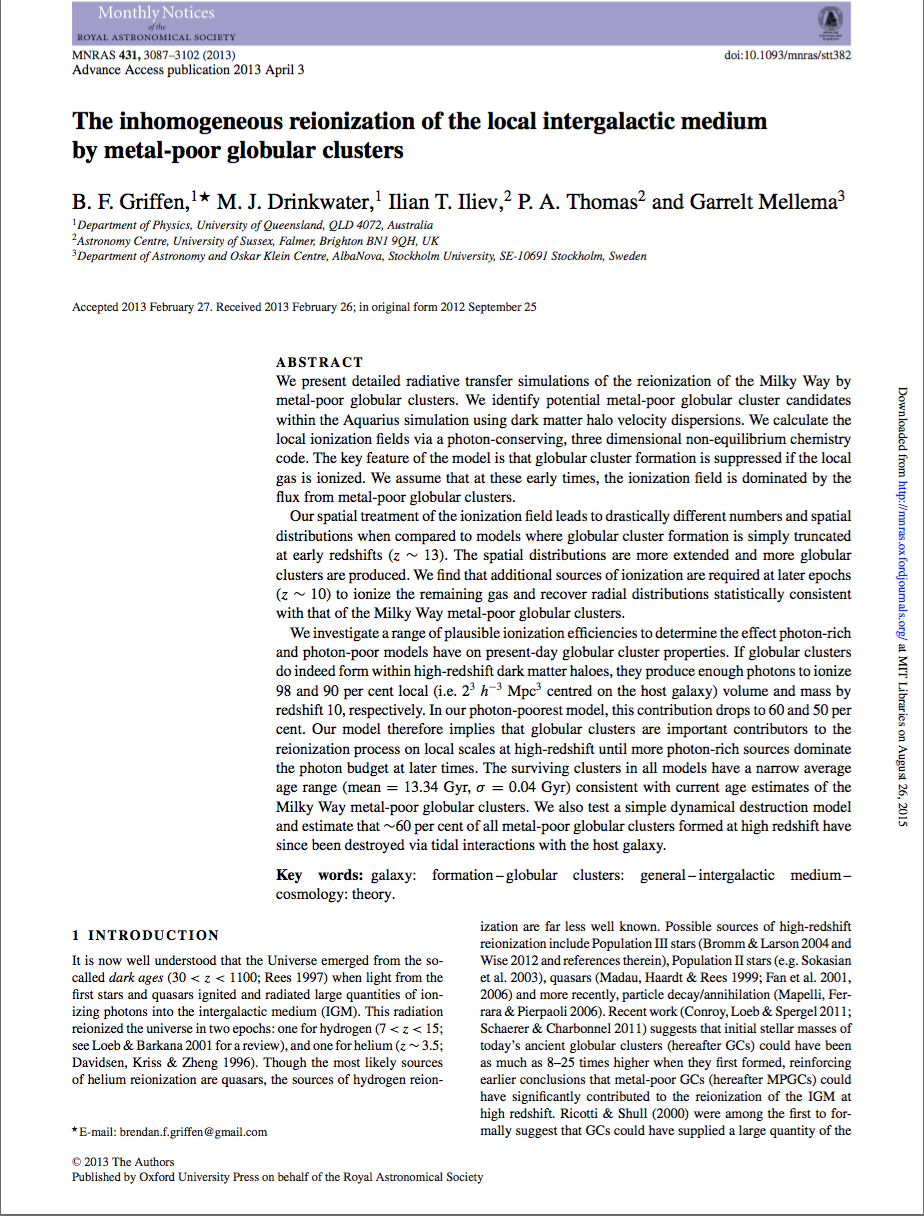 Monthly Notices
of the
ROYAL ASTRONOMICAL SOCIETY
MNRAS 431, 3087–3102 (2013)
doi:10.1093/mnras/stt382
Advance Access publication 2013 April 3
The inhomogeneous reionization of the local intergalactic medium
by metal-poor globular clusters
B. F. Griffen,1★ M. J. Drinkwater,1 Ilian T. Iliev,2 P. A. Thomas2 and Garrelt Mellema3
1Department of Physics, University of Queensland, QLD 4072, Australia
2Astronomy Centre, University of Sussex, Falmer, Brighton BN1 9QH, UK
3Department of Astronomy and Oskar Klein Centre, AlbaNova, Stockholm University, SE-10691 Stockholm, Sweden
Accepted 2013 February 27. Received 2013 February 26; in original form 2012 September 25
ABSTRACT
We present detailed radiative transfer simulations of the reionization of the Milky Way by
metal-poor globular clusters. We identify potential metal-poor globular cluster candidates
within the Aquarius simulation using dark matter halo velocity dispersions. We calculate the
local ionization fields via a photon-conserving, three dimensional non-equilibrium chemistry
code. The key feature of the model is that globular cluster formation is suppressed if the local
gas is ionized. We assume that at these early times, the ionization field is dominated by the
flux from metal-poor globular clusters.
Our spatial treatment of the ionization field leads to drastically different numbers and spatial
distributions when compared to models where globular cluster formation is simply truncated
at early redshifts (z ∼ 13). The spatial distributions are more extended and more globular
clusters are produced. We find that additional sources of ionization are required at later epochs
(z ∼ 10) to ionize the remaining gas and recover radial distributions statistically consistent
with that of the Milky Way metal-poor globular clusters.
We investigate a range of plausible ionization efficiencies to determine the effect photon-rich
and photon-poor models have on present-day globular cluster properties. If globular clusters
do indeed form within high-redshift dark matter haloes, they produce enough photons to ionize
98 and 90 per cent local (i.e. 2³ h⁻³ Mpc³ centred on the host galaxy) volume and mass by
redshift 10, respectively. In our photon-poorest model, this contribution drops to 60 and 50 per
cent. Our model therefore implies that globular clusters are important contributors to the
reionization process on local scales at high-redshift until more photon-rich sources dominate
the photon budget at later times. The surviving clusters in all models have a narrow average
age range (mean = 13.34 Gyr, σ = 0.04 Gyr) consistent with current age estimates of the
Milky Way metal-poor globular clusters. We also test a simple dynamical destruction model
and estimate that ∼60 per cent of all metal-poor globular clusters formed at high redshift have
since been destroyed via tidal interactions with the host galaxy.
Key words: galaxy: formation – globular clusters: general – intergalactic medium –
cosmology: theory.
1 INTRODUCTION
It is now well understood that the Universe emerged from the so-
called dark ages (30 < z < 1100; Rees 1997) when light from the
first stars and quasars ignited and radiated large quantities of ion-
izing photons into the intergalactic medium (IGM). This radiation
reionized the universe in two epochs: one for hydrogen (7 < z < 15;
see Loeb & Barkana 2001 for a review), and one for helium (z ∼ 3.5;
Davidsen, Kriss & Zheng 1996). Though the most likely sources
of helium reionization are quasars, the sources of hydrogen reion-
★E-mail: brendan.f.griffen@gmail.com
ization are far less well known. Possible sources of high-redshift
reionization include Population III stars (Bromm & Larson 2004 and
Wise 2012 and references therein), Population II stars (e.g. Sokasian
et al. 2003), quasars (Madau, Haardt & Rees 1999; Fan et al. 2001,
2006) and more recently, particle decay/annihilation (Mapelli, Fer-
rara & Pierpaoli 2006). Recent work (Conroy, Loeb & Spergel 2011;
Schaerer & Charbonnel 2011) suggests that initial stellar masses of
today's ancient globular clusters (hereafter GCs) could have been
as much as 8–25 times higher when they first formed, reinforcing
earlier conclusions that metal-poor GCs (hereafter MPGCs) could
have significantly contributed to the reionization of the IGM at
high redshift. Ricotti & Shull (2000) were among the first to for-
mally suggest that GCs could have supplied a large quantity of the
© 2013 The Authors
Published by Oxford University Press on behalf of the Royal Astronomical Society
Downloaded from http://mnras.oxfordjournals.org/ at MIT Libraries on August 26, 2015